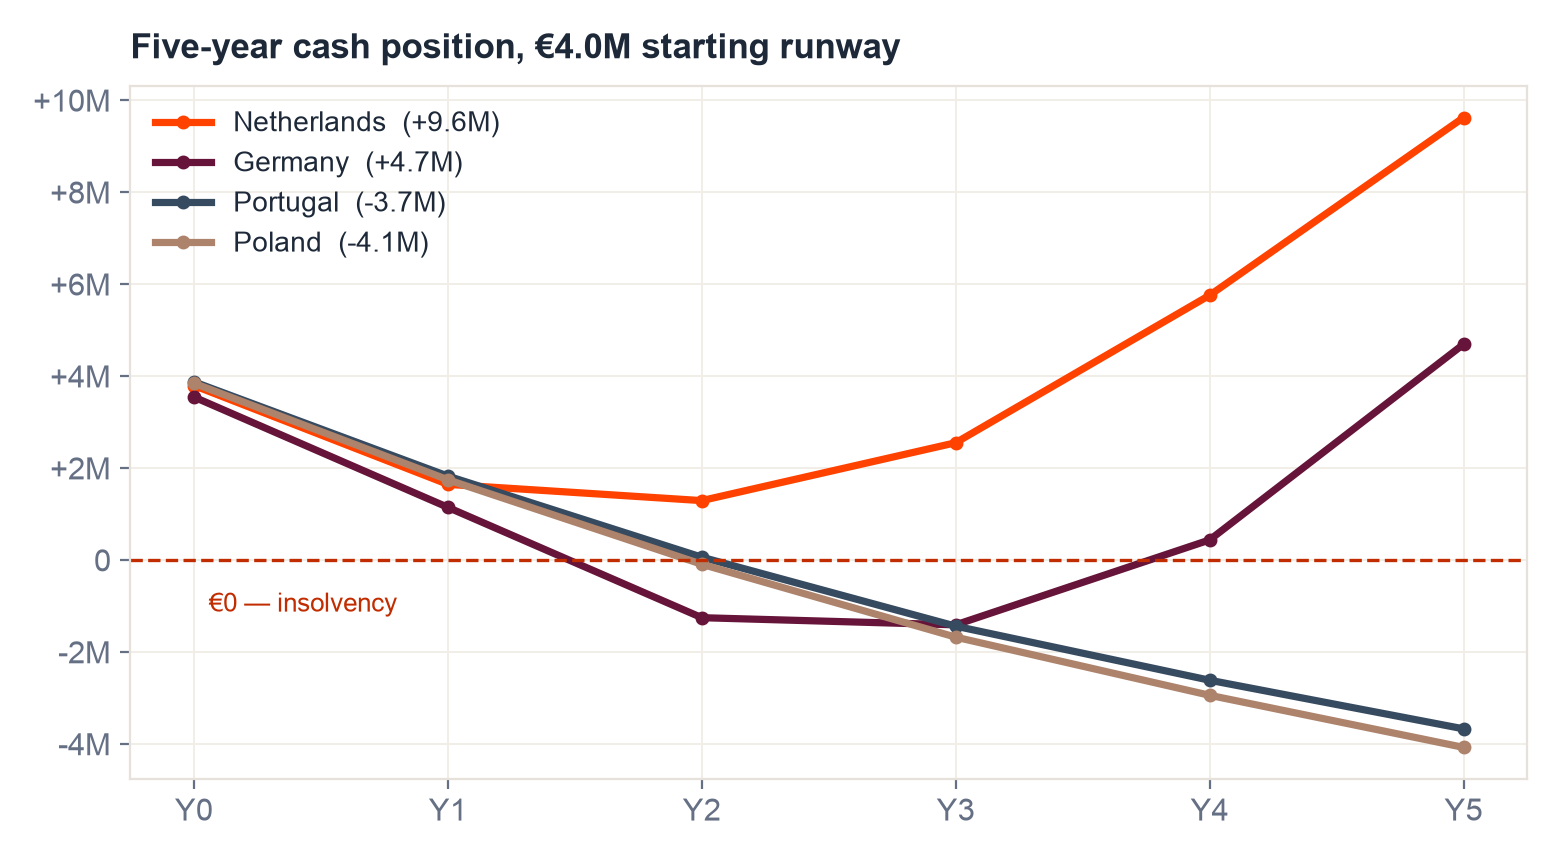 Five-year cash position, €4.0M starting runway
+10M
+8M
+6M
+4M
+2M
0
-2M
-4M
Netherlands (+9.6M)
Germany (+4.7M)
Portugal (-3.7M)
Poland (-4.1M)
€0 — insolvency
Y0 Y1 Y2 Y3 Y4 Y5